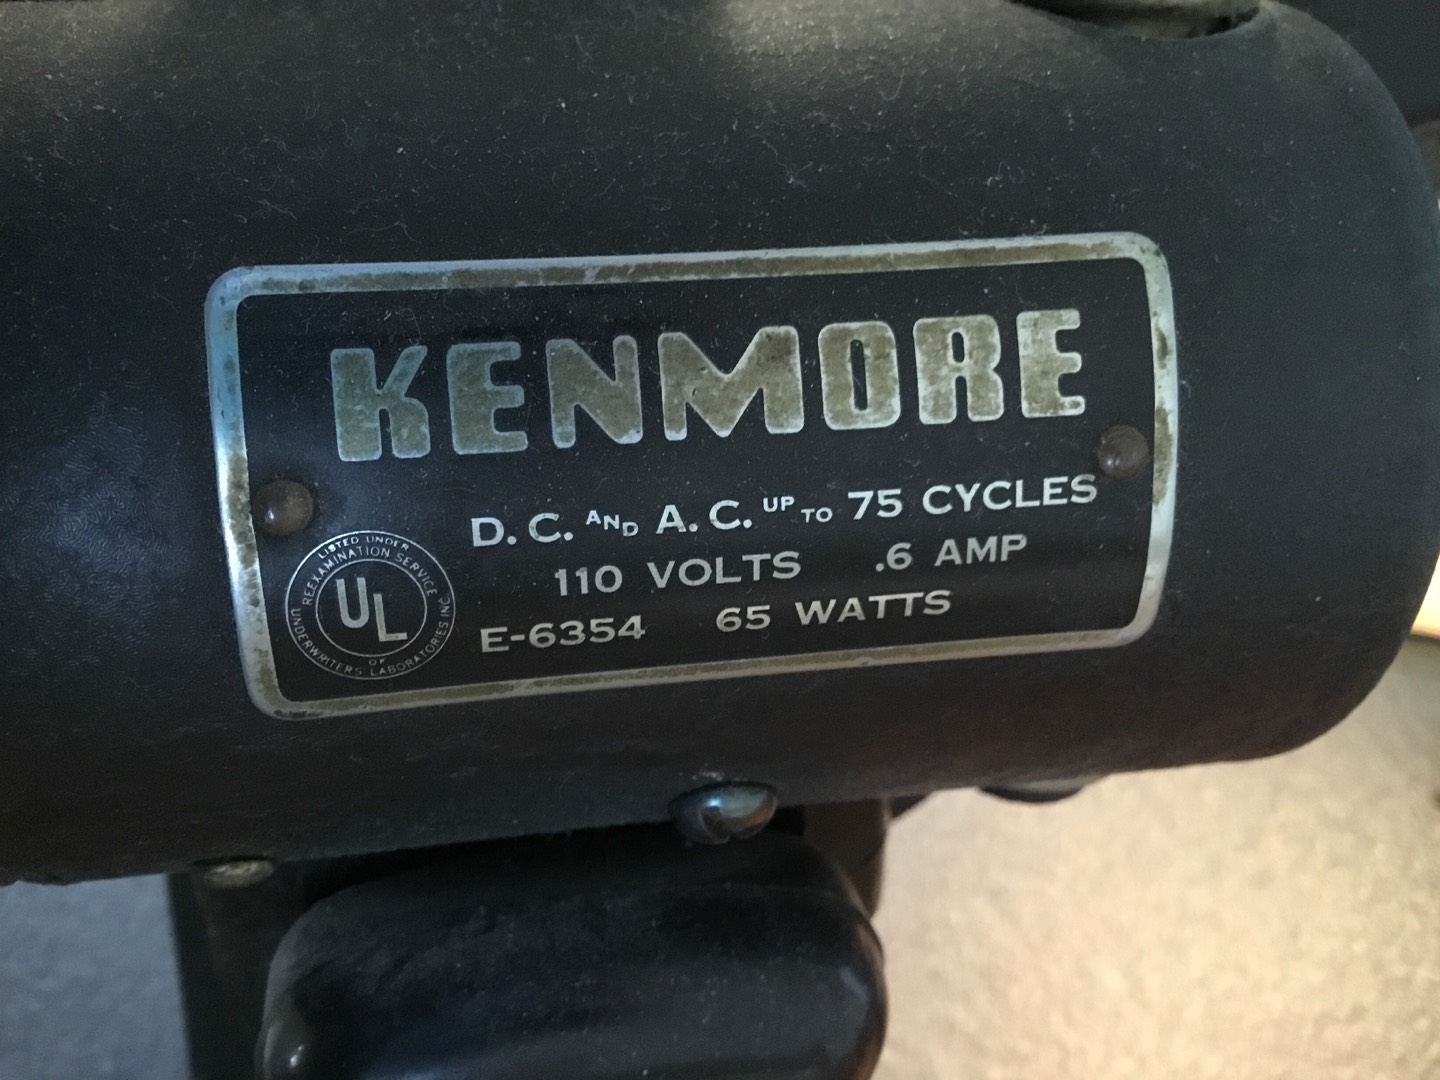 KENMORE
D.C. AND A.C. UP TO 75 CYCLES
110 VOLTS .6 AMP
E-6354 65 WATTS
LISTED UNDER
REEXAMINATION SERVICE
UL
OF
UNDERWRITERS LABORATORIES INC.